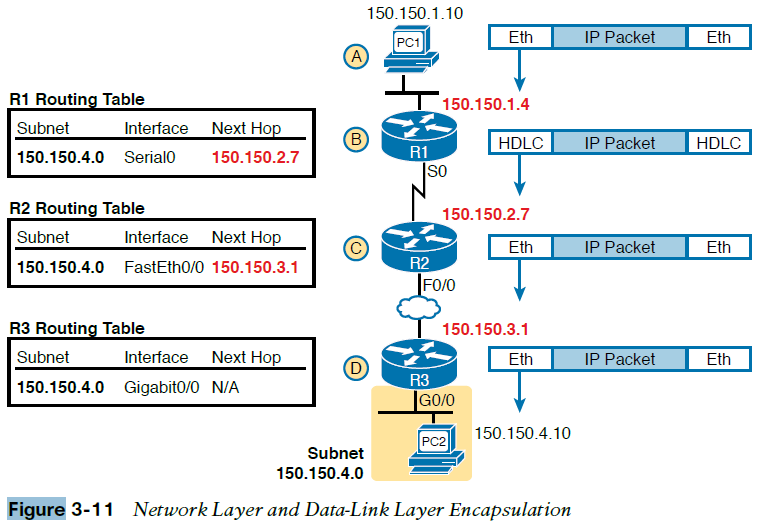 150.150.1.10
Eth IP Packet Eth
PC1
A
150.150.1.4
R1 Routing Table
Subnet Interface Next Hop
150.150.4.0 Serial0 150.150.2.7
B
R1
HDLC IP Packet HDLC
S0
R2 Routing Table
Subnet Interface Next Hop
150.150.4.0 FastEth0/0 150.150.3.1
150.150.2.7
C
R2
Eth IP Packet Eth
F0/0
R3 Routing Table
Subnet Interface Next Hop
150.150.4.0 Gigabit0/0 N/A
150.150.3.1
D
R3
Eth IP Packet Eth
G0/0
PC2
150.150.4.10
Subnet
150.150.4.0
Figure 3-11 Network Layer and Data-Link Layer Encapsulation